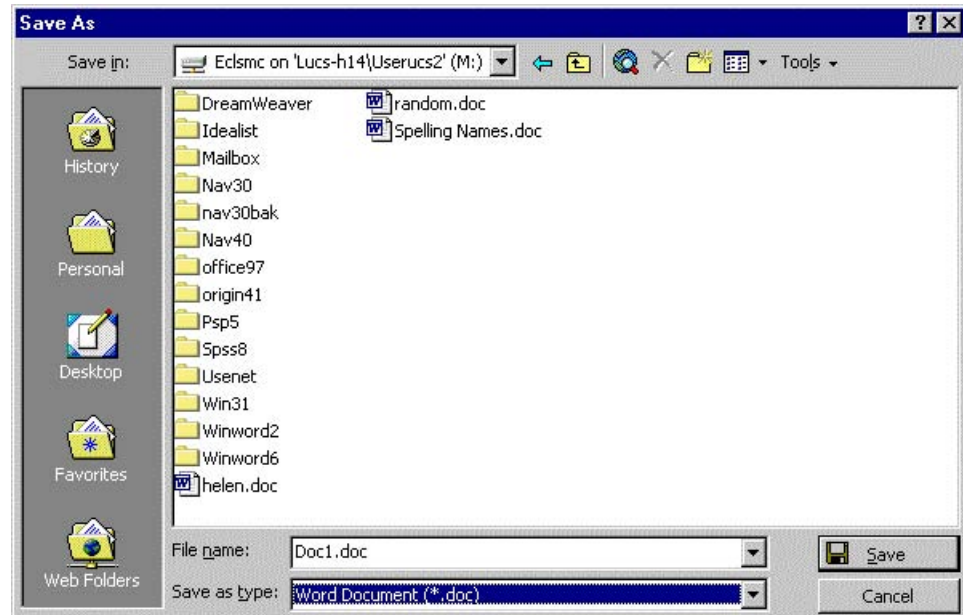 Save As
Save in:
Eclsmc on 'Lucs-h14\Userucs2' (M:)
Tools
History
Personal
Desktop
Favorites
Web Folders
DreamWeaver
Idealist
Mailbox
Nav30
nav30bak
Nav40
office97
origin41
Psp5
Spss8
Usenet
Win31
Winword2
Winword6
helen.doc
random.doc
Spelling Names.doc
File name:
Doc1.doc
Save
Save as type:
Word Document (*.doc)
Cancel